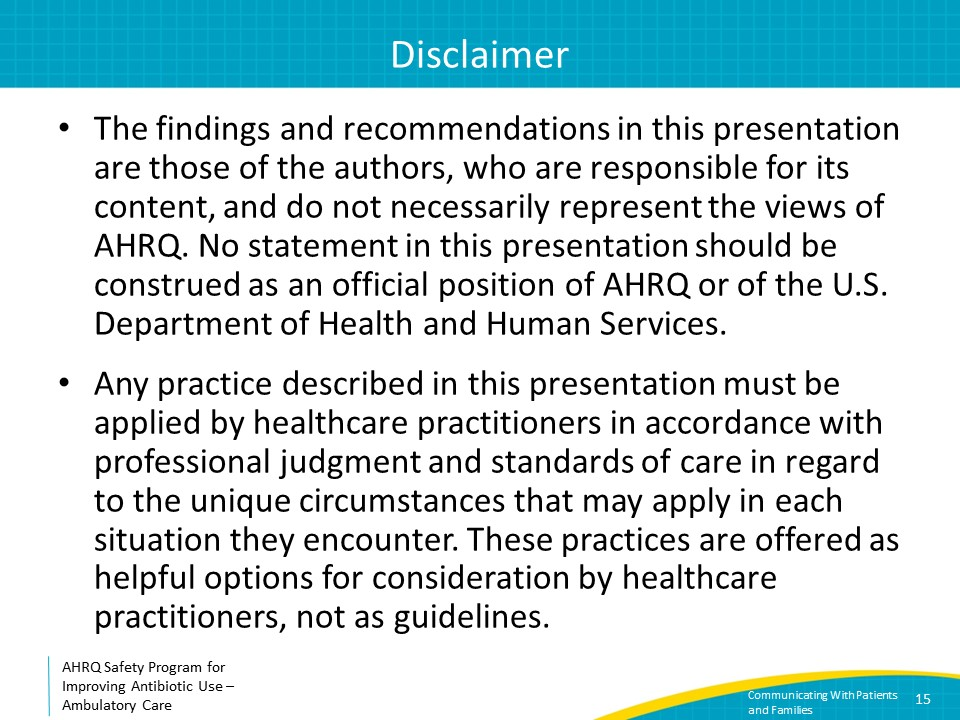 Disclaimer
• The findings and recommendations in this presentation
are those of the authors, who are responsible for its
content, and do not necessarily represent the views of
AHRQ. No statement in this presentation should be
construed as an official position of AHRQ or of the U.S.
Department of Health and Human Services.
• Any practice described in this presentation must be
applied by healthcare practitioners in accordance with
professional judgment and standards of care in regard
to the unique circumstances that may apply in each
situation they encounter. These practices are offered as
helpful options for consideration by healthcare
practitioners, not as guidelines.
AHRQ Safety Program for
Improving Antibiotic Use –
Ambulatory Care
Communicating With Patients
and Families
15